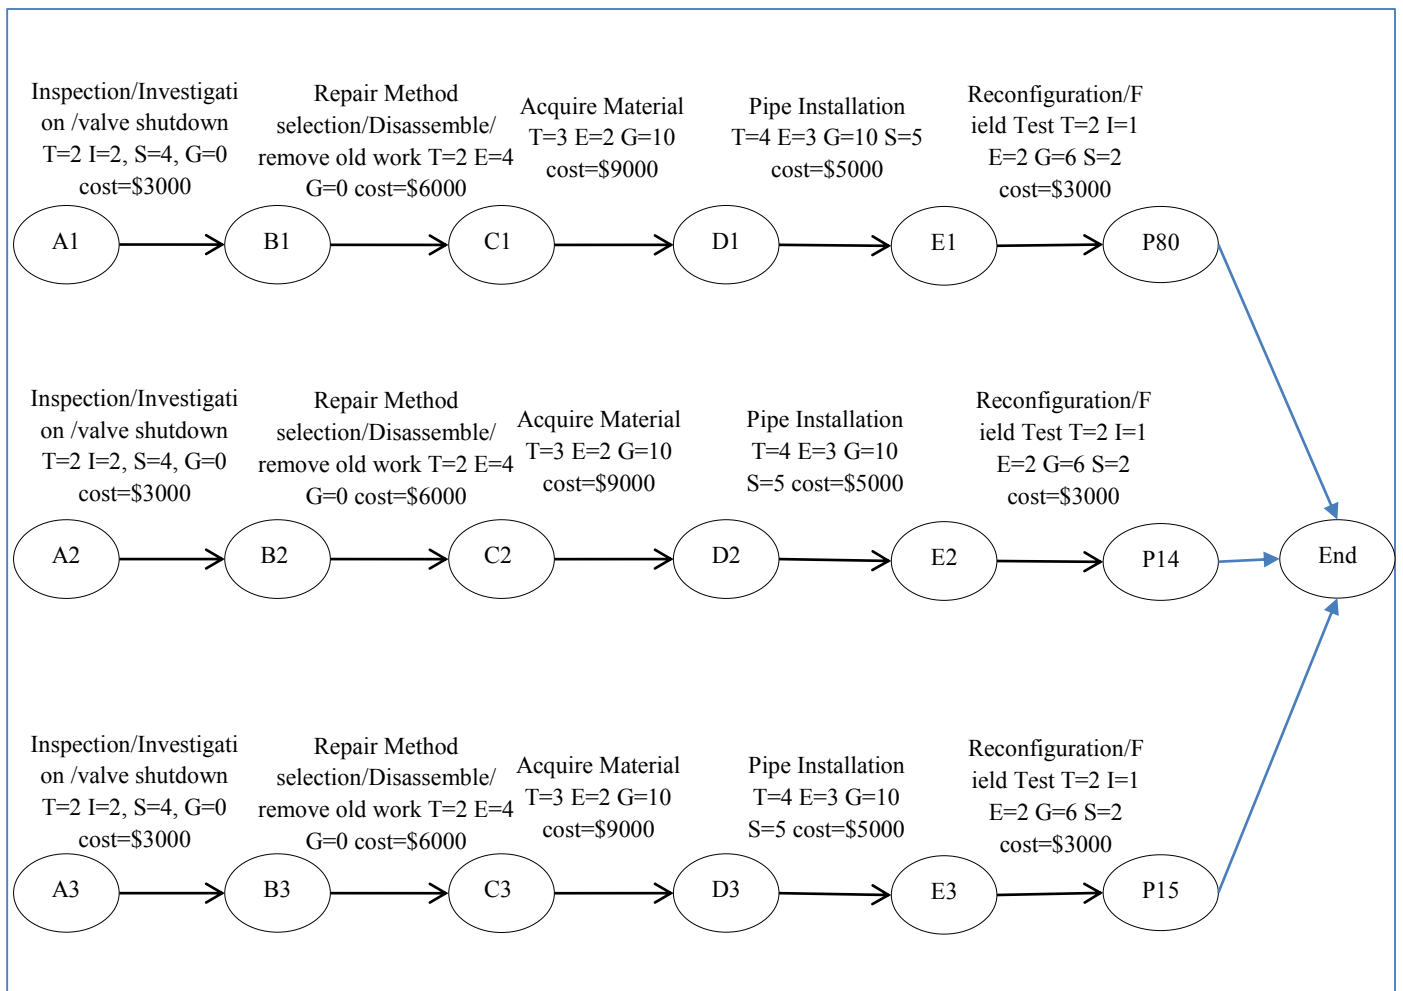 Inspection/Investigati
on /valve shutdown
T=2 I=2, S=4, G=0
cost=$3000
Repair Method
selection/Disassemble/
remove old work T=2 E=4
G=0 cost=$6000
Acquire Material
T=3 E=2 G=10
cost=$9000
Pipe Installation
T=4 E=3 G=10 S=5
cost=$5000
Reconfiguration/F
ield Test T=2 I=1
E=2 G=6 S=2
cost=$3000
A1
B1
C1
D1
E1
P80
Inspection/Investigati
on /valve shutdown
T=2 I=2, S=4, G=0
cost=$3000
Repair Method
selection/Disassemble/
remove old work T=2 E=4
G=0 cost=$6000
Acquire Material
T=3 E=2 G=10
cost=$9000
Pipe Installation
T=4 E=3 G=10
S=5 cost=$5000
Reconfiguration/F
ield Test T=2 I=1
E=2 G=6 S=2
cost=$3000
A2
B2
C2
D2
E2
P14
End
Inspection/Investigati
on /valve shutdown
T=2 I=2, S=4, G=0
cost=$3000
Repair Method
selection/Disassemble/
remove old work T=2 E=4
G=0 cost=$6000
Acquire Material
T=3 E=2 G=10
cost=$9000
Pipe Installation
T=4 E=3 G=10
S=5 cost=$5000
Reconfiguration/F
ield Test T=2 I=1
E=2 G=6 S=2
cost=$3000
A3
B3
C3
D3
E3
P15